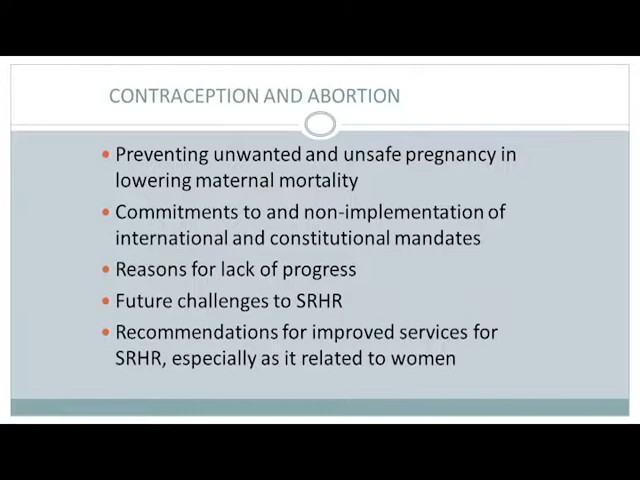 CONTRACEPTION AND ABORTION
• Preventing unwanted and unsafe pregnancy in
lowering maternal mortality
• Commitments to and non-implementation of
international and constitutional mandates
• Reasons for lack of progress
• Future challenges to SRHR
• Recommendations for improved services for
SRHR, especially as it related to women